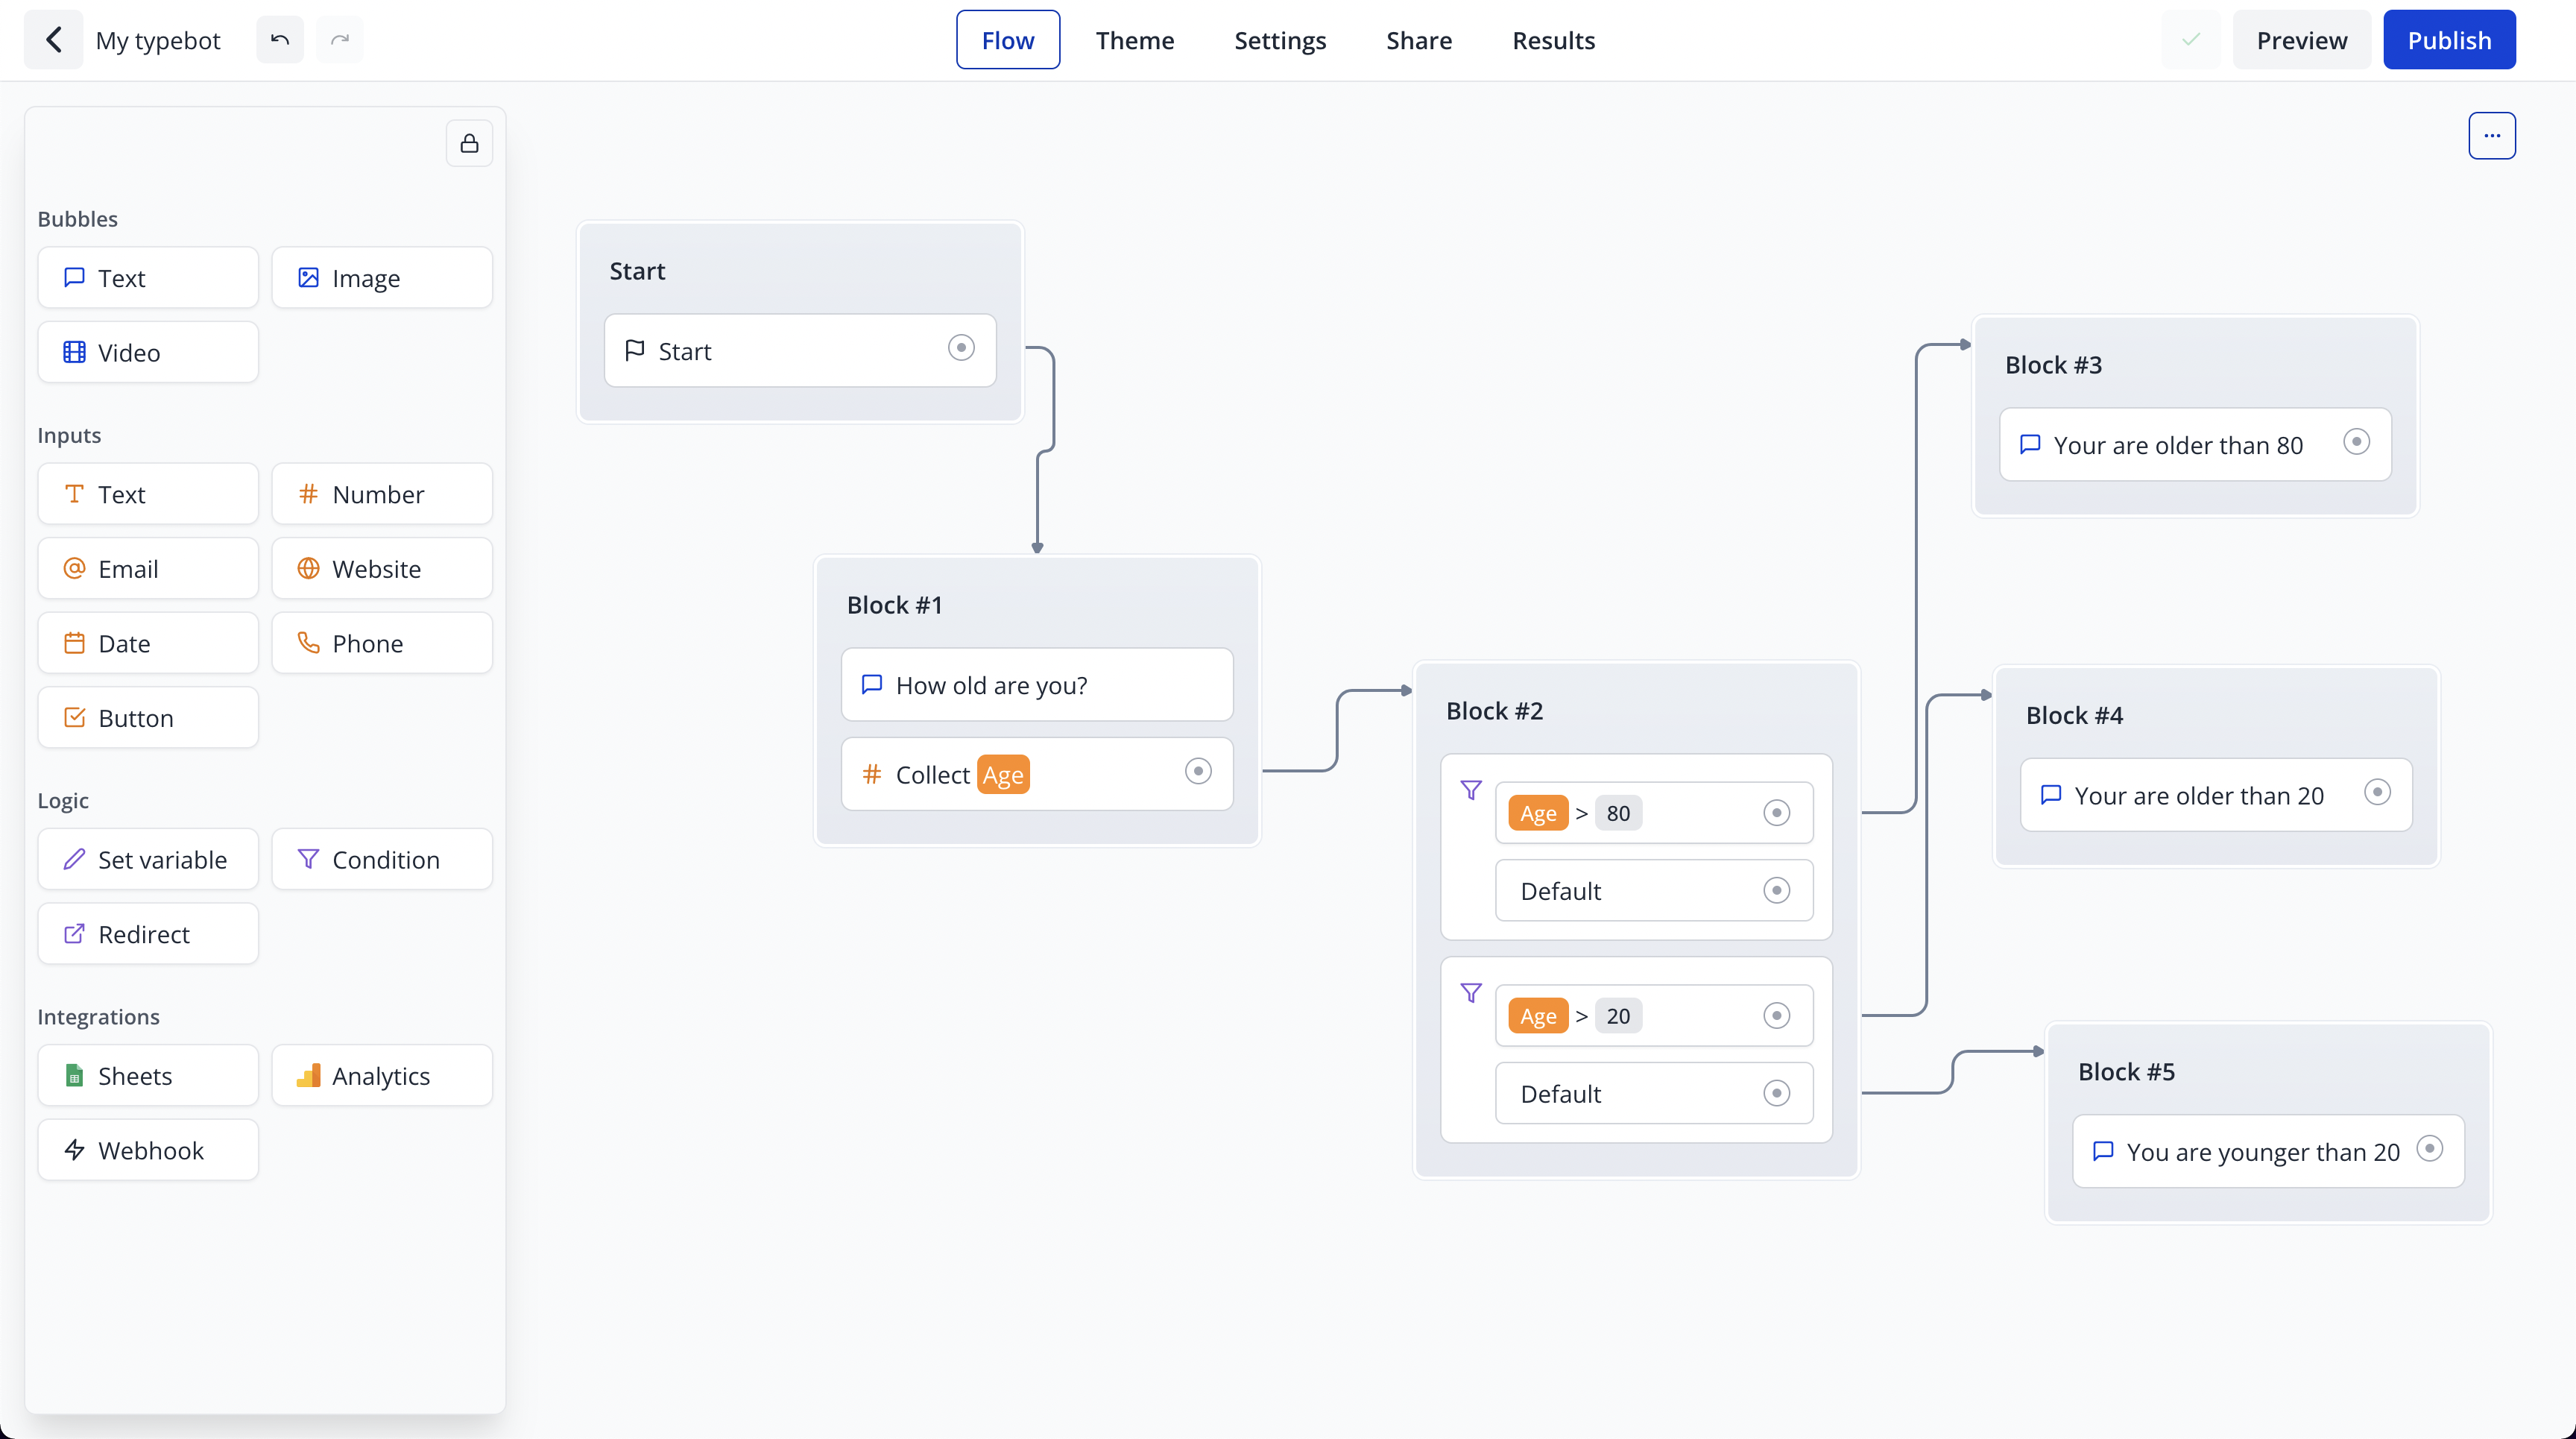 My typebot
Flow
Theme
Settings
Share
Results
Preview
Publish
Bubbles
Text
Image
Video
Inputs
Text
Number
Email
Website
Date
Phone
Button
Logic
Set variable
Condition
Redirect
Integrations
Sheets
Analytics
Webhook
Start
Start
Block #1
How old are you?
Collect Age
Block #2
Age > 80
Default
Age > 20
Default
Block #3
Your are older than 80
Block #4
Your are older than 20
Block #5
You are younger than 20